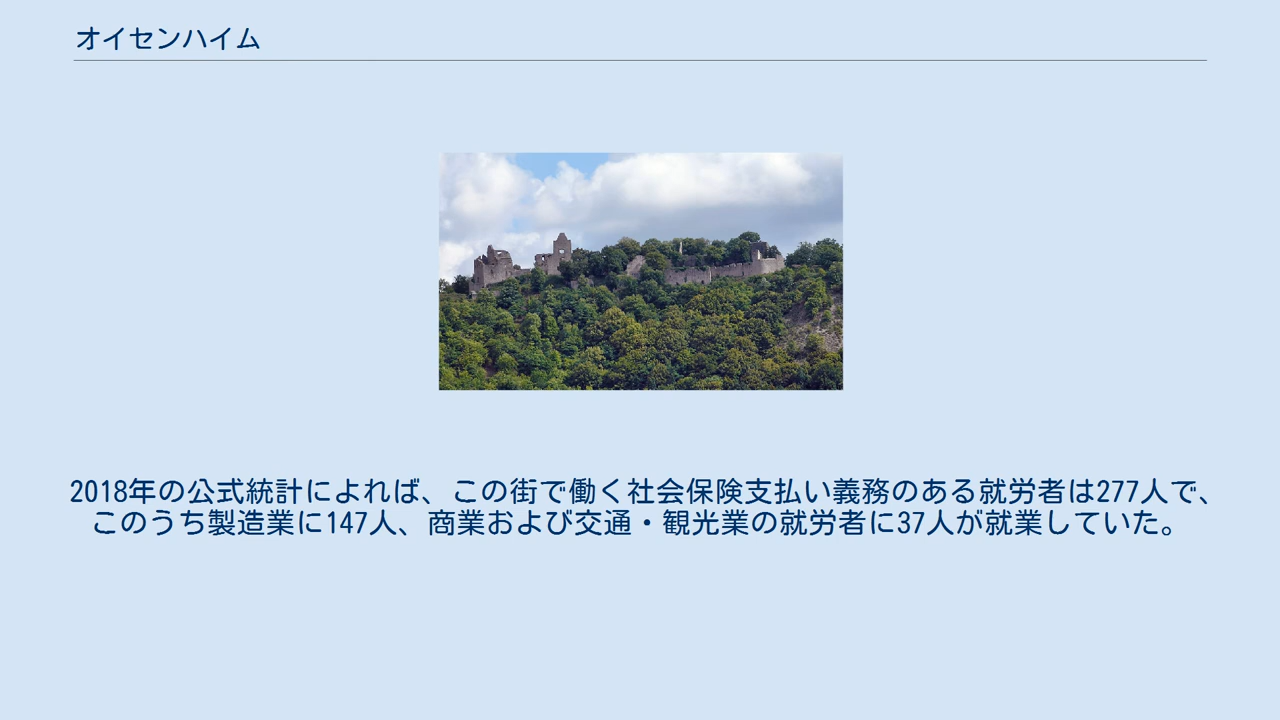 オイセンハイム
2018年の公式統計によれば、この街で働く社会保険支払い義務のある就労者は277人で、
このうち製造業に147人、商業および交通・観光業の就労者に37人が就業していた。